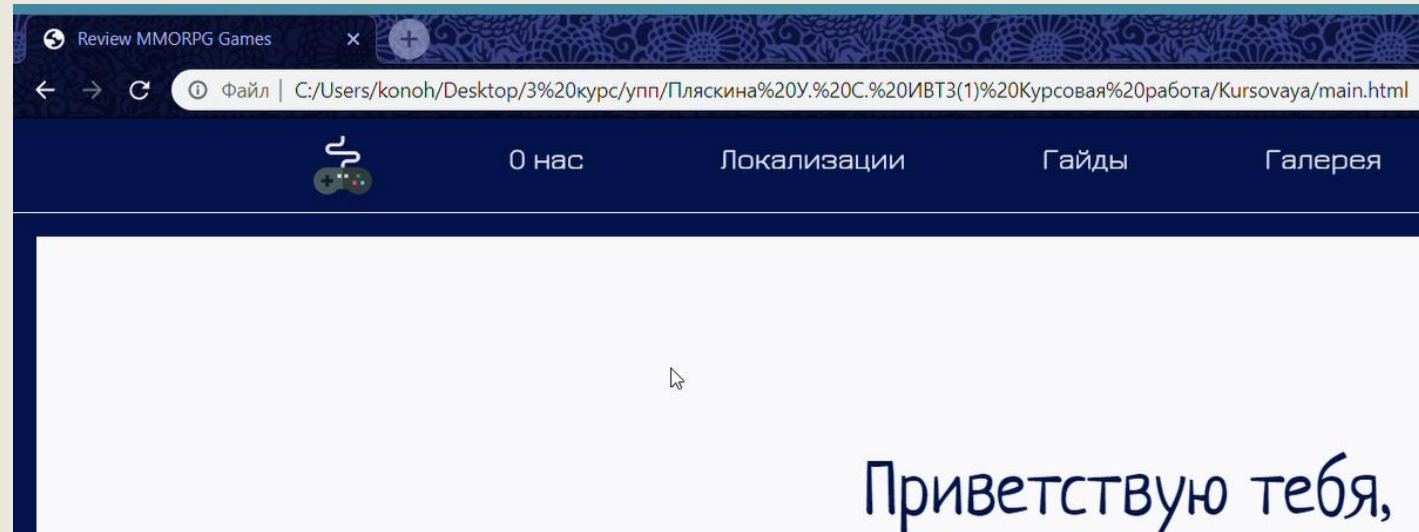 Review MMORPG Games
Файл | C:/Users/konoh/Desktop/3%20курс/упп/Пляскина%20У.%20С.%20ИВТ3(1)%20Курсовая%20работа/Kursovaya/main.html
О нас Локализации Гайды Галерея
Приветствую тебя,